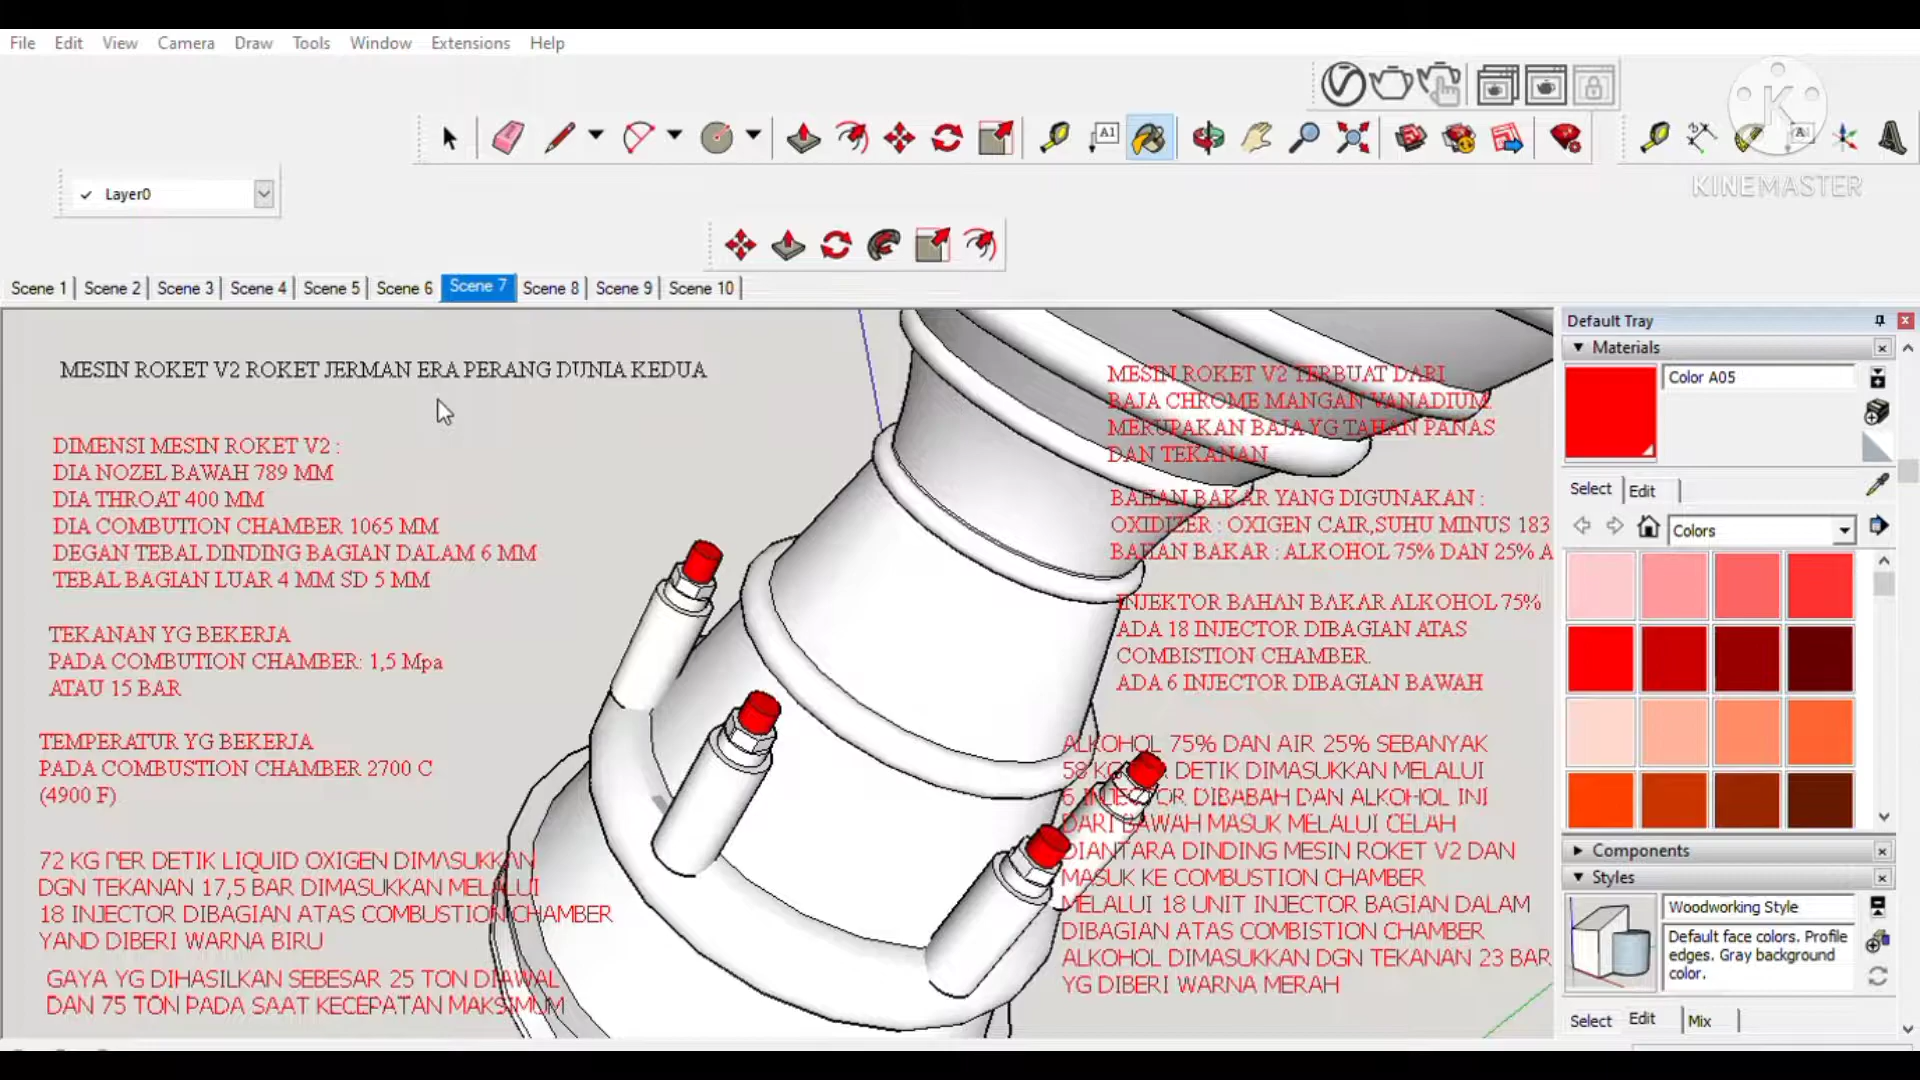 File Edit View Camera Draw Tools Window Extensions Help
KINEMASTER
Layer0
Scene 1 Scene 2 Scene 3 Scene 4 Scene 5 Scene 6 Scene 7 Scene 8 Scene 9 Scene 10
MESIN ROKET V2 ROKET JERMAN ERA PERANG DUNIA KEDUA
DIMENSI MESIN ROKET V2 :
DIA NOZEL BAWAH 789 MM
DIA THROAT 400 MM
DIA COMBUTION CHAMBER 1065 MM
DEGAN TEBAL DINDING BAGIAN DALAM 6 MM
TEBAL BAGIAN LUAR 4 MM SD 5 MM
TEKANAN YG BEKERJA
PADA COMBUTION CHAMBER: 1,5 Mpa
ATAU 15 BAR
TEMPERATUR YG BEKERJA
PADA COMBUSTION CHAMBER 2700 C
(4900 F)
72 KG PER DETIK LIQUID OXIGEN DIMASUKKAN
DGN TEKANAN 17,5 BAR DIMASUKKAN MELALUI
18 INJECTOR DIBAGIAN ATAS COMBUSTION CHAMBER
YAND DIBERI WARNA BIRU
GAYA YG DIHASILKAN SEBESAR 25 TON DIAWAL
DAN 75 TON PADA SAAT KECEPATAN MAKSIMUM
MESIN ROKET V2 TERBUAT DARI
BAJA CHROME MANGAN VANADIUM.
MERUPAKAN BAJA YG TAHAN PANAS
DAN TEKANAN
BAHAN BAKAR YANG DIGUNAKAN :
OXIDIZER : OXIGEN CAIR,SUHU MINUS 183
BAHAN BAKAR : ALKOHOL 75% DAN 25% A
INJEKTOR BAHAN BAKAR ALKOHOL 75%
ADA 18 INJECTOR DIBAGIAN ATAS
COMBISTION CHAMBER.
ADA 6 INJECTOR DIBAGIAN BAWAH
ALKOHOL 75% DAN AIR 25% SEBANYAK
58 KG DETIK DIMASUKKAN MELALUI
6 INJECTOR DIBABAH DAN ALKOHOL INI
DARI BAWAH MASUK MELALUI CELAH
DIANTARA DINDING MESIN ROKET V2 DAN
MASUK KE COMBUSTION CHAMBER
MELALUI 18 UNIT INJECTOR BAGIAN DALAM
DIBAGIAN ATAS COMBISTION CHAMBER
ALKOHOL DIMASUKKAN DGN TEKANAN 23 BAR
YG DIBERI WARNA MERAH
Default Tray
Materials
Color A05
Select Edit
Colors
Components
Styles
Woodworking Style
Default face colors. Profile
edges. Gray background
color.
Select Edit Mix